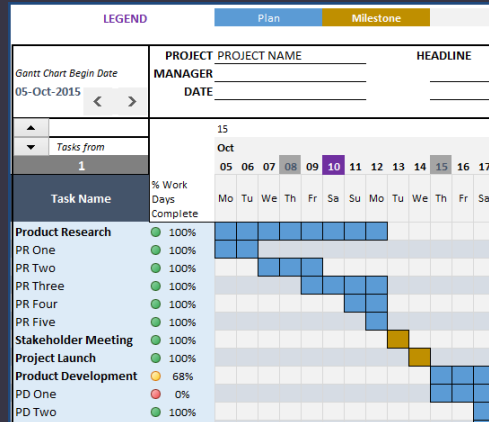 LEGEND Plan Milestone
PROJECT PROJECT NAME HEADLINE
Gantt Chart Begin Date MANAGER
05-Oct-2015 DATE
15
Tasks from Oct
1 05 06 07 08 09 10 11 12 13 14 15 16 17
Task Name % Work Days Complete Mo Tu We Th Fr Sa Su Mo Tu We Th Fr Sa
Product Research 100%
PR One 100%
PR Two 100%
PR Three 100%
PR Four 100%
PR Five 100%
Stakeholder Meeting 100%
Project Launch 100%
Product Development 68%
PD One 0%
PD Two 100%